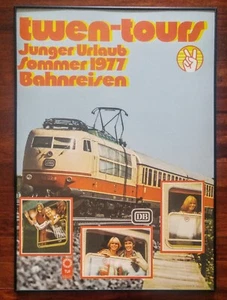 twen-tours
Junger Urlaub
Sommer 1977
Bahnreisen
DB